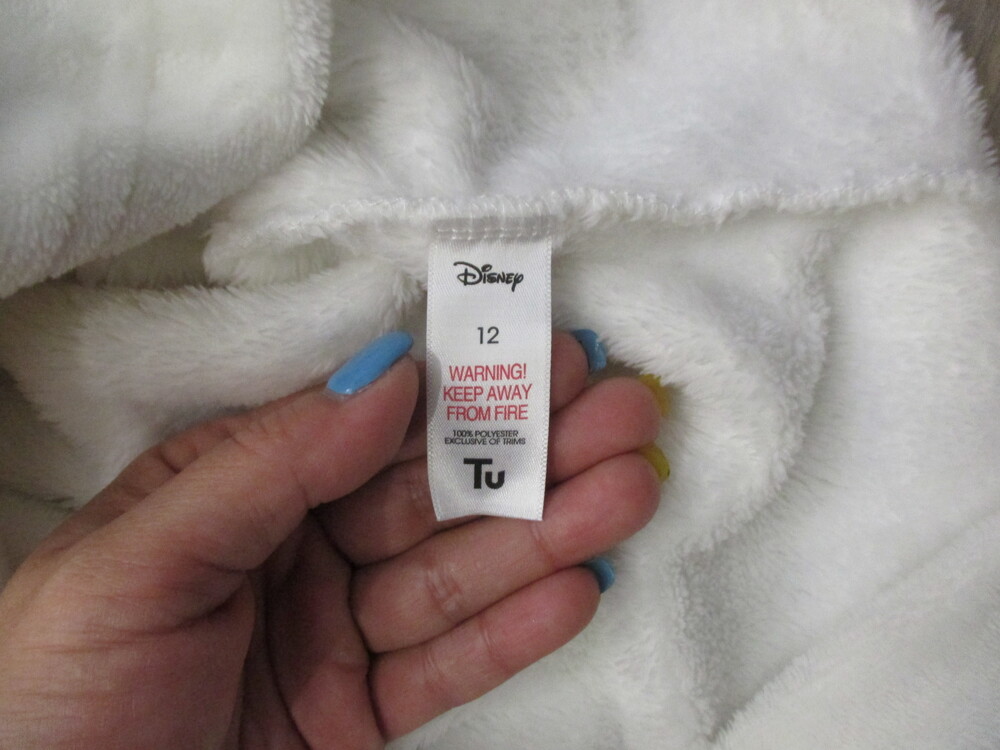 Disney
12
WARNING!
KEEP AWAY
FROM FIRE
100% POLYESTER
EXCLUSIVE OF TRIMS
Tu